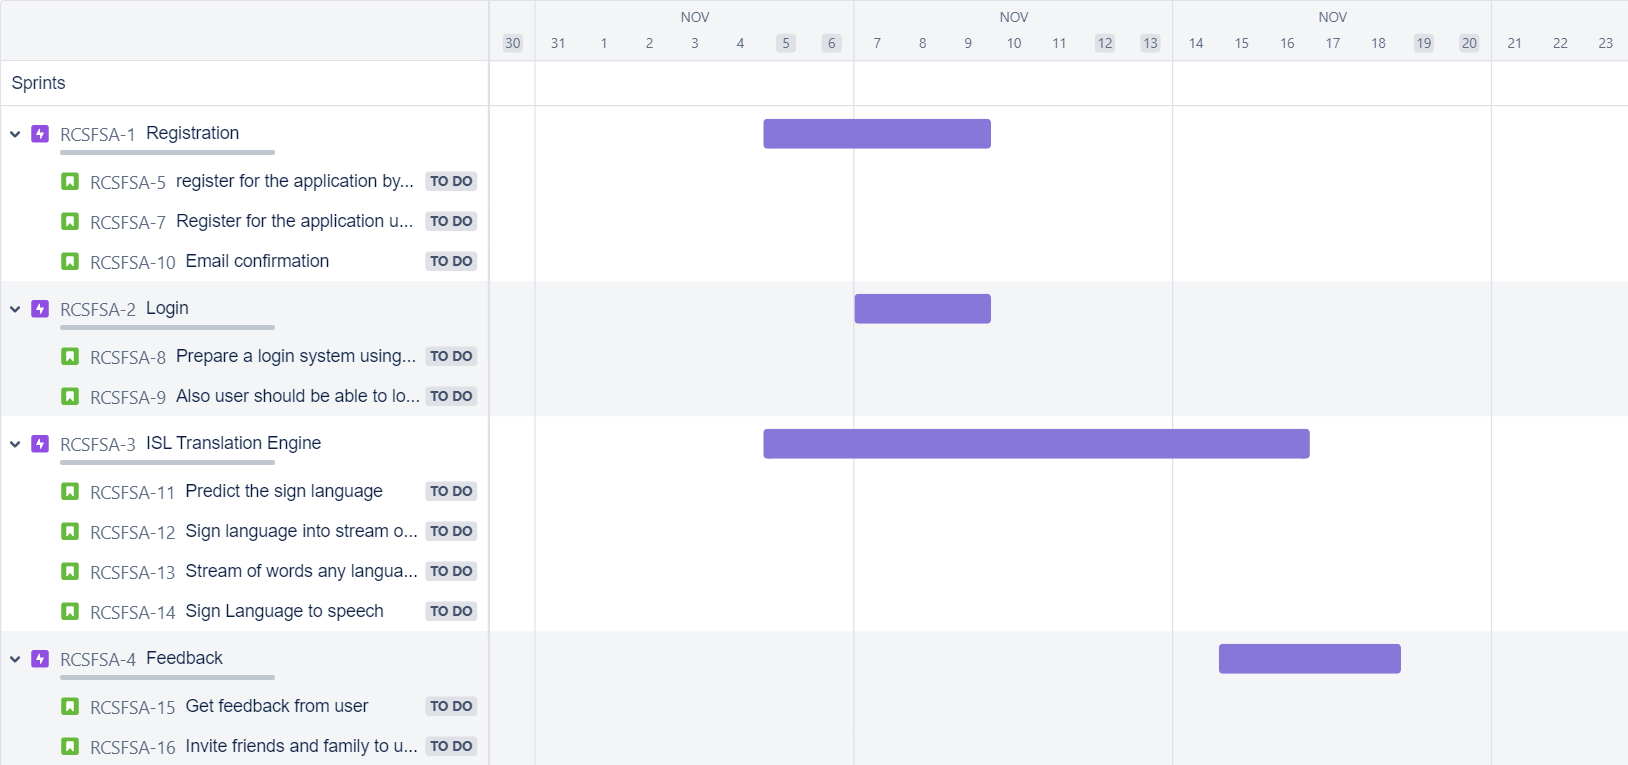 NOV NOV NOV
30 31 1 2 3 4 5 6 7 8 9 10 11 12 13 14 15 16 17 18 19 20 21 22 23
Sprints
RCSFSA-1 Registration
RCSFSA-5 register for the application by... TO DO
RCSFSA-7 Register for the application u... TO DO
RCSFSA-10 Email confirmation TO DO
RCSFSA-2 Login
RCSFSA-8 Prepare a login system using... TO DO
RCSFSA-9 Also user should be able to lo... TO DO
RCSFSA-3 ISL Translation Engine
RCSFSA-11 Predict the sign language TO DO
RCSFSA-12 Sign language into stream o... TO DO
RCSFSA-13 Stream of words any langua... TO DO
RCSFSA-14 Sign Language to speech TO DO
RCSFSA-4 Feedback
RCSFSA-15 Get feedback from user TO DO
RCSFSA-16 Invite friends and family to u... TO DO